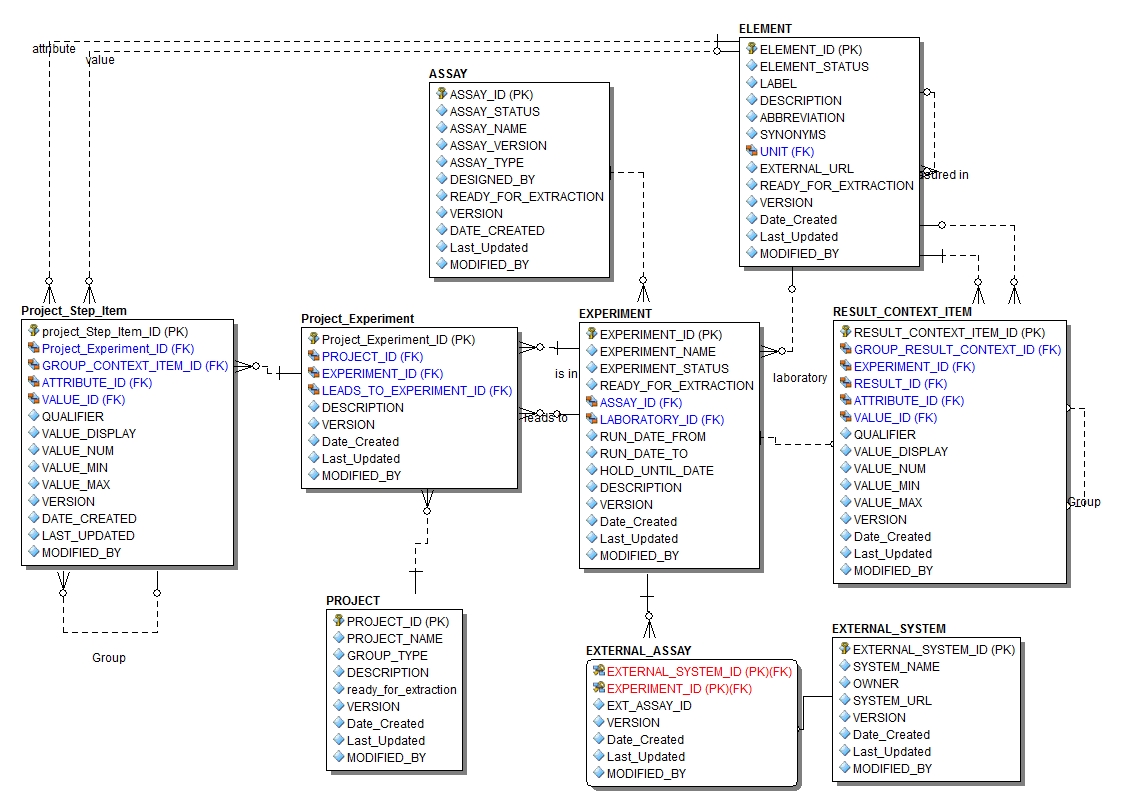 attribute
value
ELEMENT
ELEMENT_ID (PK)
ELEMENT_STATUS
LABEL
DESCRIPTION
ABBREVIATION
SYNONYMS
UNIT (FK)
EXTERNAL_URL
READY_FOR_EXTRACTION
VERSION
Date_Created
Last_Updated
MODIFIED_BY
sured in
ASSAY
ASSAY_ID (PK)
ASSAY_STATUS
ASSAY_NAME
ASSAY_VERSION
ASSAY_TYPE
DESIGNED_BY
READY_FOR_EXTRACTION
VERSION
DATE_CREATED
Last_Updated
MODIFIED_BY
Project_Step_Item
project_Step_Item_ID (PK)
Project_Experiment_ID (FK)
GROUP_CONTEXT_ITEM_ID (FK)
ATTRIBUTE_ID (FK)
VALUE_ID (FK)
QUALIFIER
VALUE_DISPLAY
VALUE_NUM
VALUE_MIN
VALUE_MAX
VERSION
DATE_CREATED
LAST_UPDATED
MODIFIED_BY
Group
Project_Experiment
Project_Experiment_ID (PK)
PROJECT_ID (FK)
EXPERIMENT_ID (FK)
LEADS_TO_EXPERIMENT_ID (FK)
DESCRIPTION
VERSION
Date_Created
Last_Updated
MODIFIED_BY
is in
leads to
EXPERIMENT
EXPERIMENT_ID (PK)
EXPERIMENT_NAME
EXPERIMENT_STATUS
READY_FOR_EXTRACTION
ASSAY_ID (FK)
LABORATORY_ID (FK)
RUN_DATE_FROM
RUN_DATE_TO
HOLD_UNTIL_DATE
DESCRIPTION
VERSION
Date_Created
Last_Updated
MODIFIED_BY
laboratory
RESULT_CONTEXT_ITEM
RESULT_CONTEXT_ITEM_ID (PK)
GROUP_RESULT_CONTEXT_ID (FK)
EXPERIMENT_ID (FK)
RESULT_ID (FK)
ATTRIBUTE_ID (FK)
VALUE_ID (FK)
QUALIFIER
VALUE_DISPLAY
VALUE_NUM
VALUE_MIN
VALUE_MAX
VERSION
Date_Created
Last_Updated
MODIFIED_BY
Group
PROJECT
PROJECT_ID (PK)
PROJECT_NAME
GROUP_TYPE
DESCRIPTION
ready_for_extraction
VERSION
Date_Created
Last_Updated
MODIFIED_BY
EXTERNAL_ASSAY
EXTERNAL_SYSTEM_ID (PK)(FK)
EXPERIMENT_ID (PK)(FK)
EXT_ASSAY_ID
VERSION
Date_Created
Last_Updated
MODIFIED_BY
EXTERNAL_SYSTEM
EXTERNAL_SYSTEM_ID (PK)
SYSTEM_NAME
OWNER
SYSTEM_URL
VERSION
Date_Created
Last_Updated
MODIFIED_BY